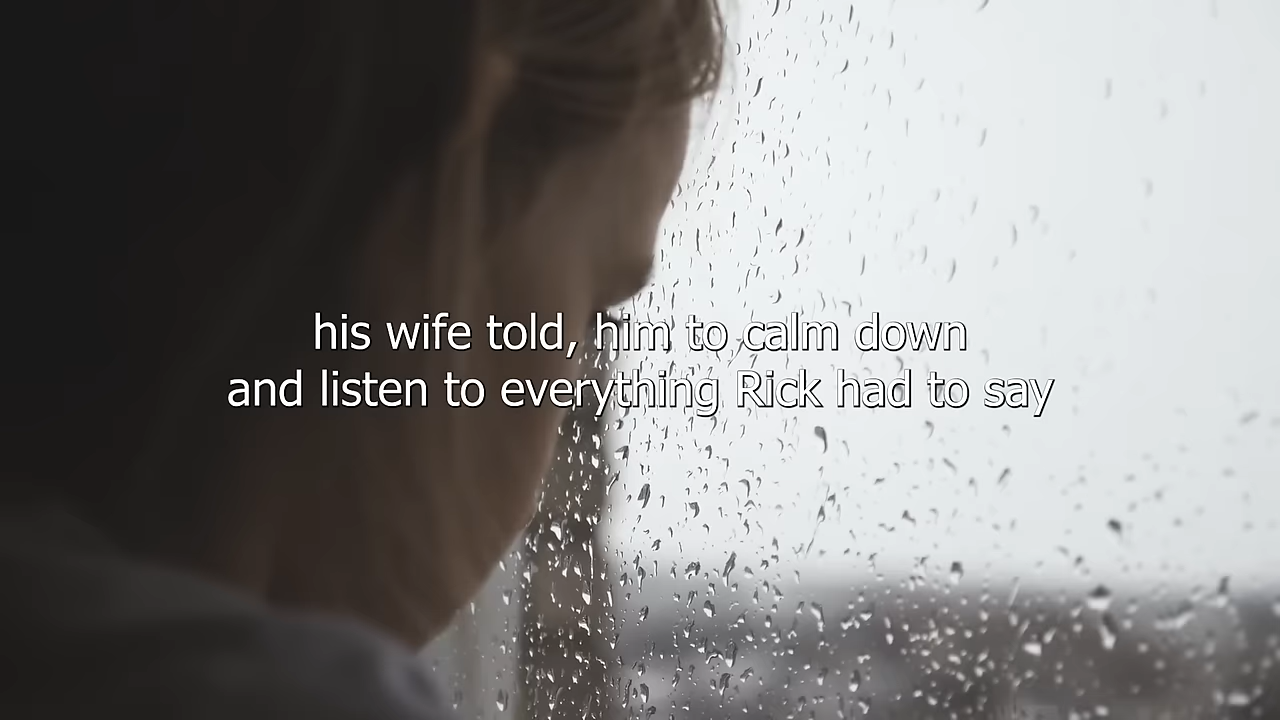 his wife told, him to calm down
and listen to everything Rick had to say